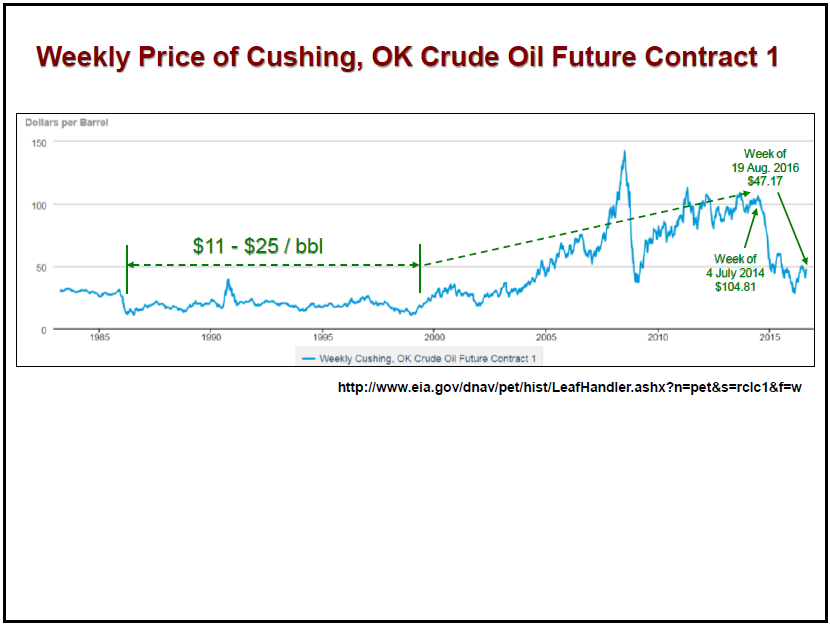 Weekly Price of Cushing, OK Crude Oil Future Contract 1
Dollars per Barrel
150
100
50
0
$11 - $25 / bbl
Week of
19 Aug. 2016
$47.17
Week of
4 July 2014
$104.81
1985
1990
1995
2000
2005
2010
2015
Weekly Cushing, OK Crude Oil Future Contract 1
http://www.eia.gov/dnav/pet/hist/LeafHandler.ashx?n=pet&s=rclc1&f=w